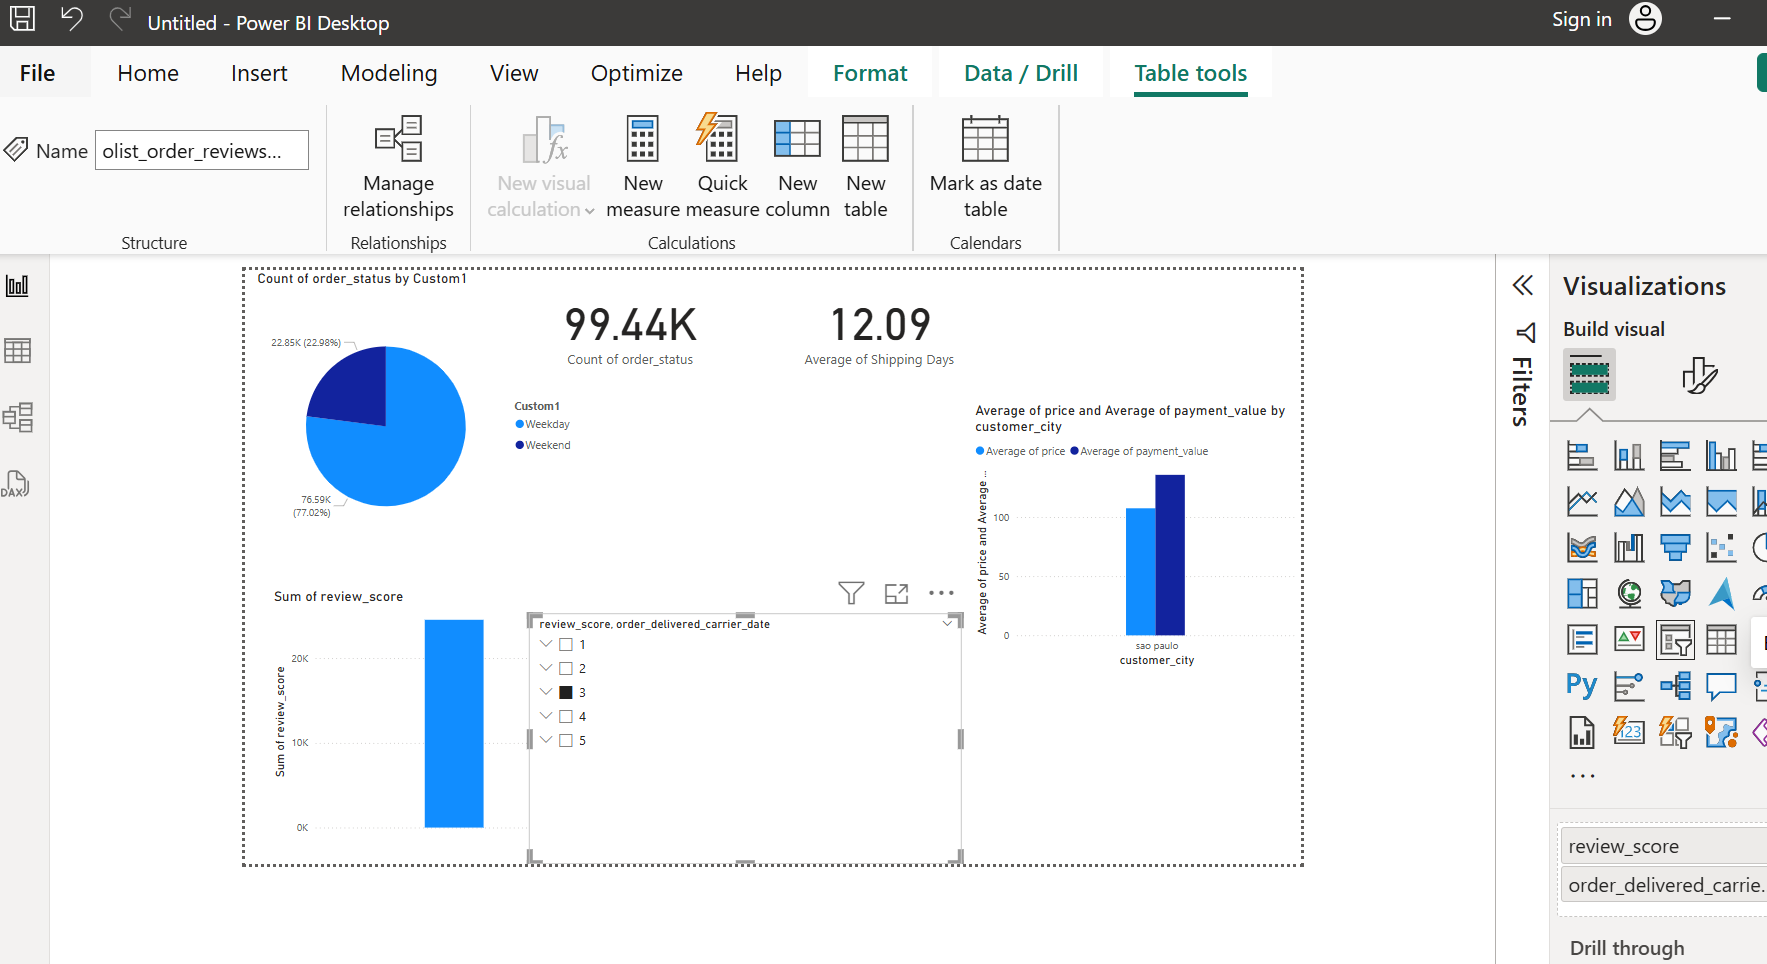 Untitled - Power BI Desktop
Sign in
File
Home
Insert
Modeling
View
Optimize
Help
Format
Data / Drill
Table tools
Name
olist_order_reviews...
Structure
Manage
relationships
Relationships
New visual
calculation
New
measure
Quick
measure
New
column
New
table
Calculations
Mark as date
table
Calendars
DAX
Count of order_status by Custom1
22.85K (22.98%)
76.59K
(77.02%)
Custom1
Weekday
Weekend
99.44K
Count of order_status
12.09
Average of Shipping Days
Average of price and Average of payment_value by
customer_city
Average of price
Average of payment_value
Average of price and Average ...
100
50
0
sao paulo
customer_city
Sum of review_score
Sum of review_score
20K
10K
0K
review_score, order_delivered_carrier_date
1
2
3
4
5
Filters
Visualizations
Build visual
Py
123
...
review_score
order_delivered_carrie.
Drill through